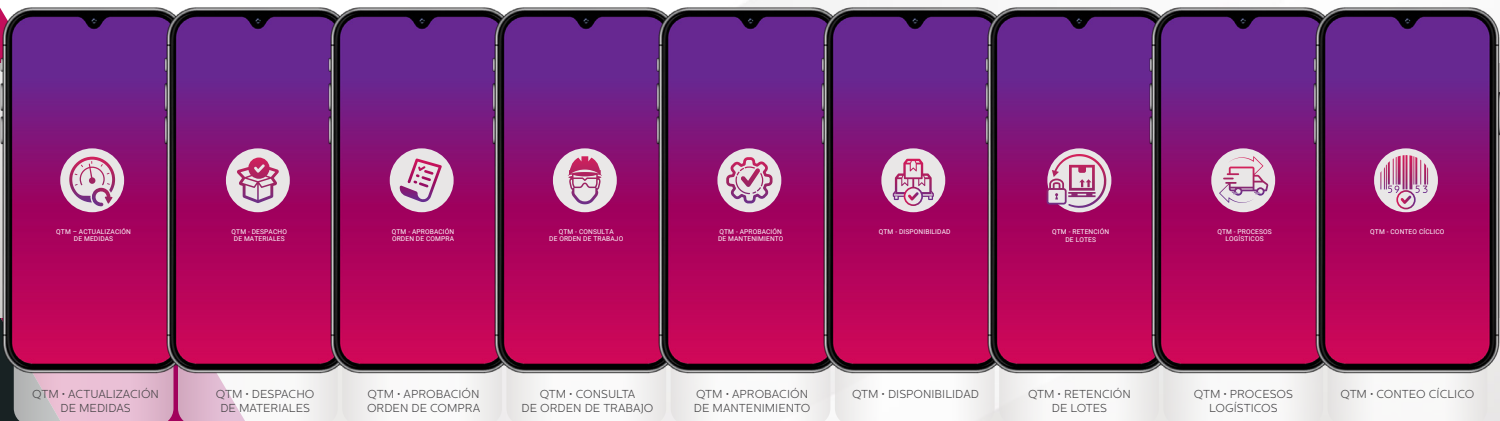 QTM – ACTUALIZACIÓN
DE MEDIDAS
QTM - DESPACHO
DE MATERIALES
QTM - APROBACIÓN
ORDEN DE COMPRA
QTM - CONSULTA
DE ORDEN DE TRABAJO
QTM - APROBACIÓN
DE MANTENIMIENTO
QTM - DISPONIBILIDAD
QTM - RETENCIÓN
DE LOTES
QTM - PROCESOS
LOGÍSTICOS
59 53
QTM - CONTEO CÍCLICO
QTM • ACTUALIZACIÓN
DE MEDIDAS
QTM • DESPACHO
DE MATERIALES
QTM • APROBACIÓN
ORDEN DE COMPRA
QTM • CONSULTA
DE ORDEN DE TRABAJO
QTM • APROBACIÓN
DE MANTENIMIENTO
QTM • DISPONIBILIDAD
QTM • RETENCIÓN
DE LOTES
QTM • PROCESOS
LOGÍSTICOS
QTM • CONTEO CÍCLICO